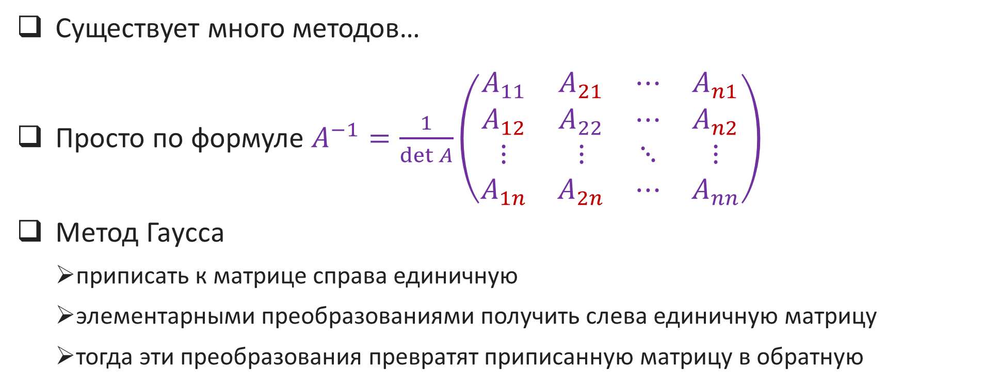 ❑ Существует много методов…
❑ Просто по формуле $A^{-1} = \frac{1}{\det A} \begin{pmatrix} A_{11} & A_{21} & \cdots & A_{n1} \\ A_{12} & A_{22} & \cdots & A_{n2} \\ \vdots & \vdots & \ddots & \vdots \\ A_{1n} & A_{2n} & \cdots & A_{nn} \end{pmatrix}$
❑ Метод Гаусса
➢приписать к матрице справа единичную
➢элементарными преобразованиями получить слева единичную матрицу
➢тогда эти преобразования превратят приписанную матрицу в обратную